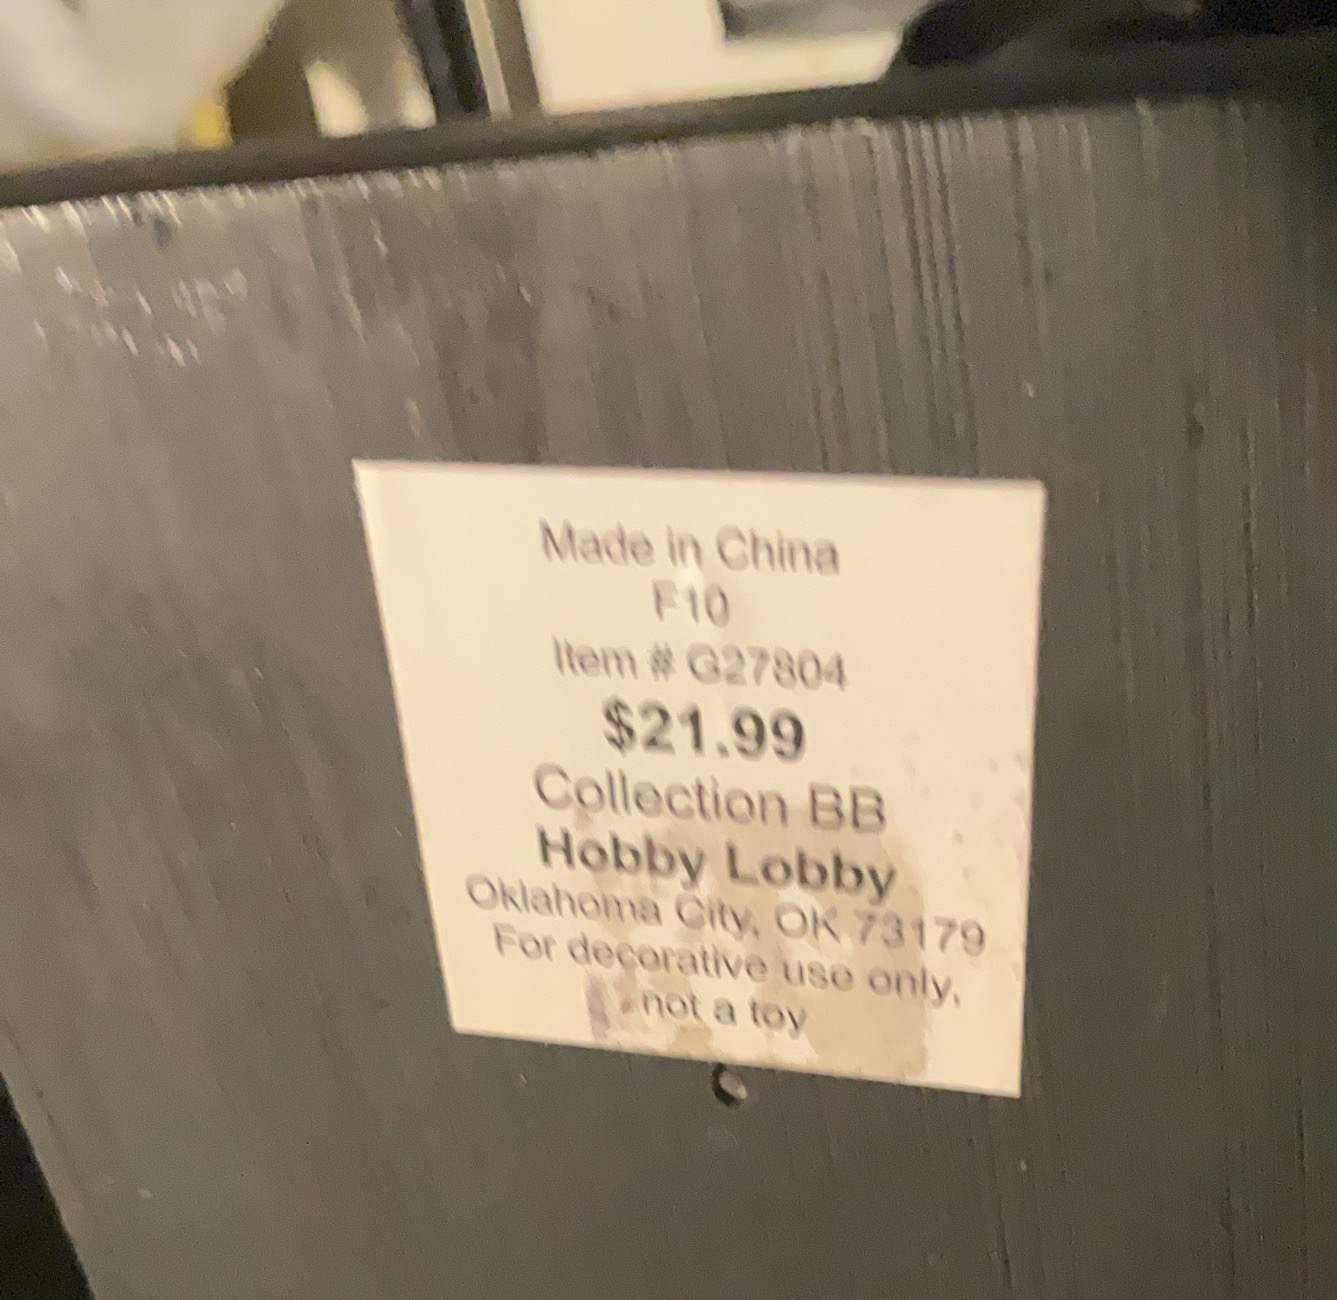 Made in China
F10
Item # G27804
$21.99
Collection BB
Hobby Lobby
Oklahoma City, OK 73179
For decorative use only,
not a toy